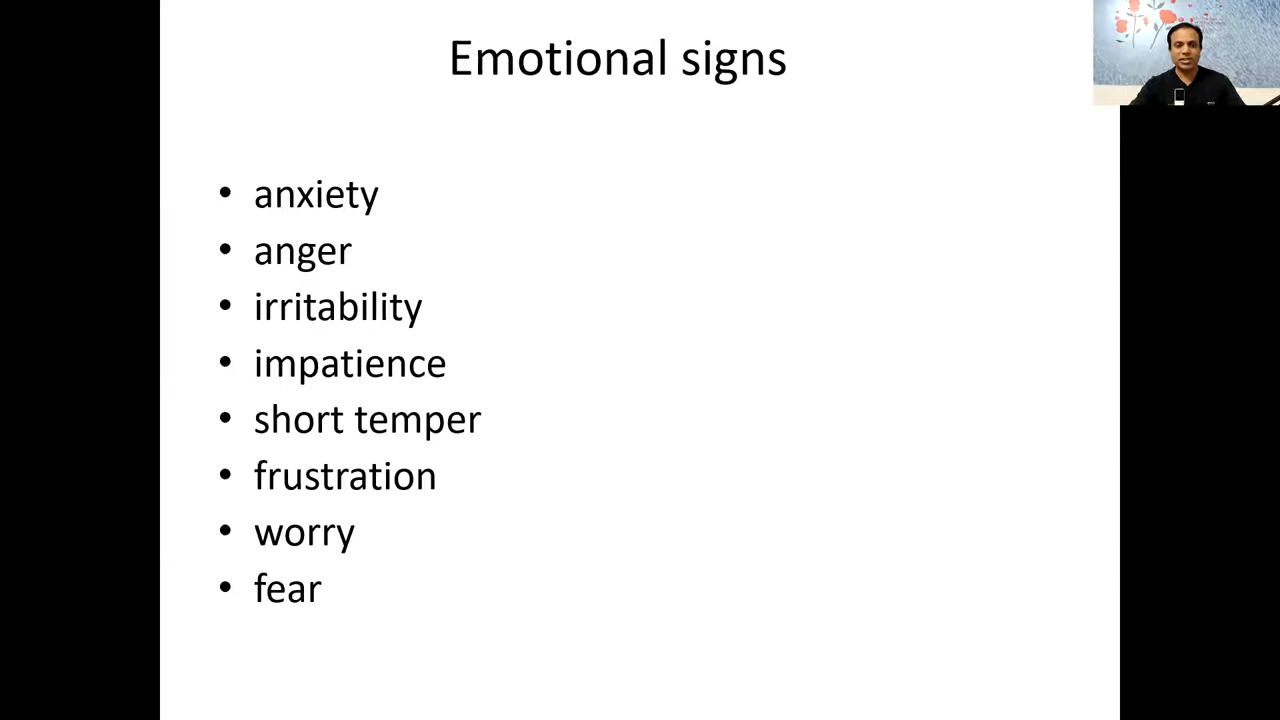 Emotional signs
• anxiety
• anger
• irritability
• impatience
• short temper
• frustration
• worry
• fear